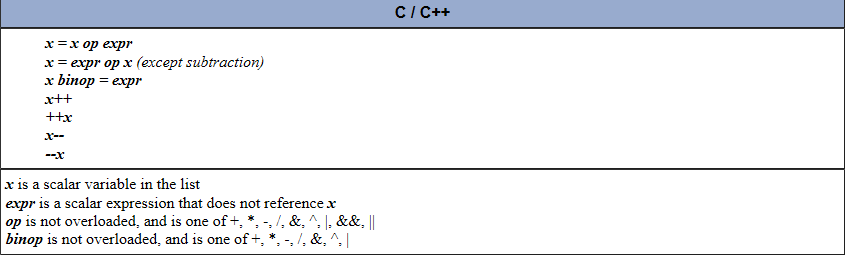 C / C++
x = x op expr
x = expr op x (except subtraction)
x binop = expr
x++
++x
x--
--x
x is a scalar variable in the list
expr is a scalar expression that does not reference x
op is not overloaded, and is one of +, *, -, /, &, ^, |, &&, ||
binop is not overloaded, and is one of +, *, -, /, &, ^, |